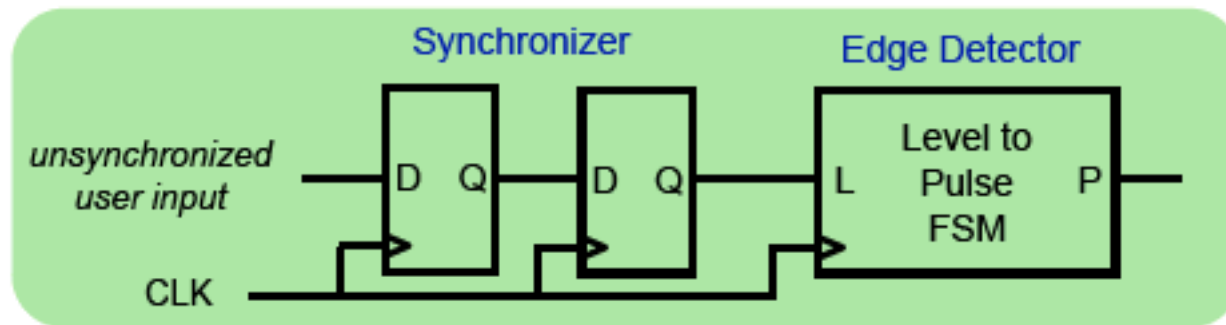 Synchronizer
Edge Detector
unsynchronized
user input
D Q
D Q
L
Level to
Pulse
FSM
P
CLK